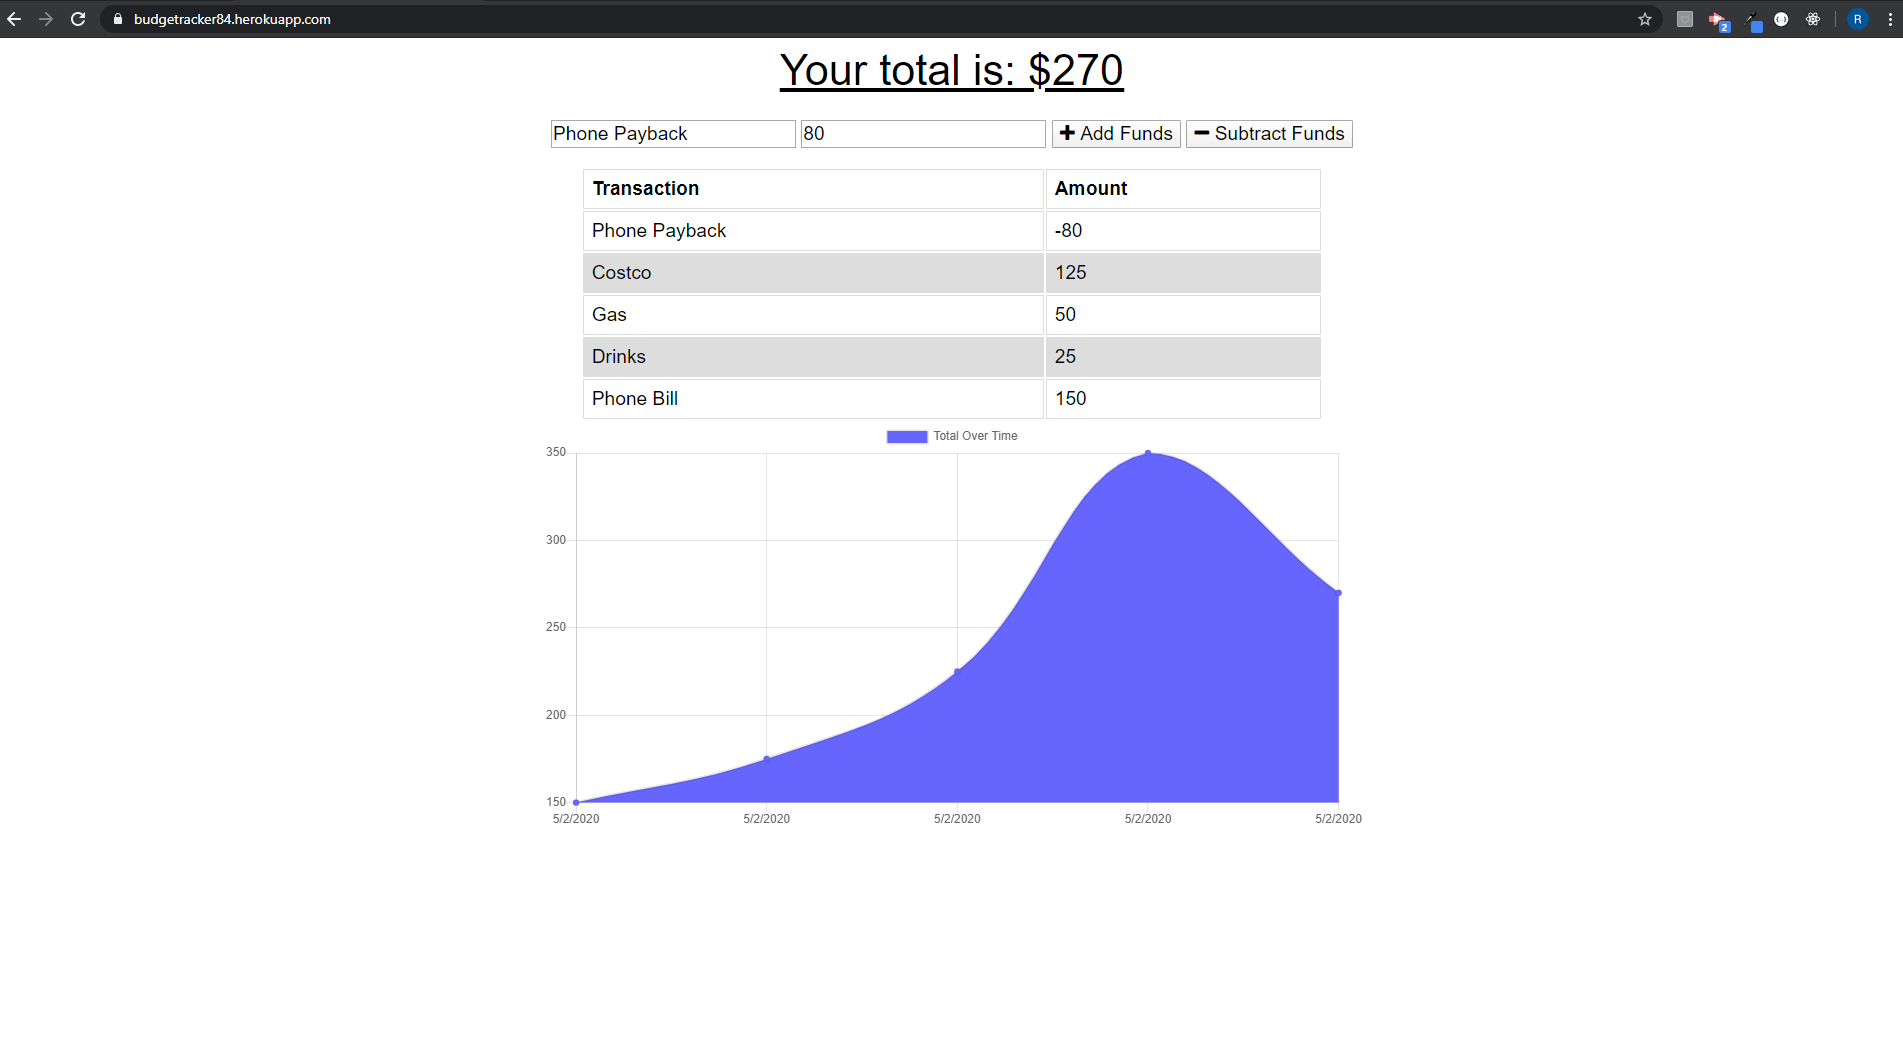 budgetracker84.herokuapp.com
2
R
Your total is: $270
Phone Payback 80 Add Funds Subtract Funds
Transaction Amount
Phone Payback -80
Costco 125
Gas 50
Drinks 25
Phone Bill 150
Total Over Time
350
300
250
200
150
5/2/2020 5/2/2020 5/2/2020 5/2/2020 5/2/2020